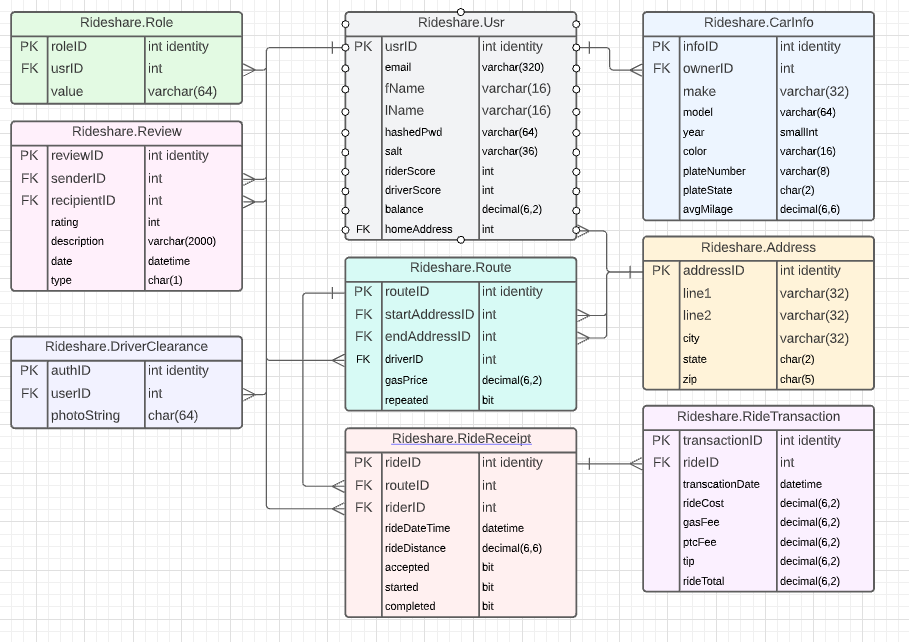 Rideshare.Role
PK roleID int identity
FK usrID int
value varchar(64)
Rideshare.Review
PK reviewID int identity
FK senderID int
FK recipientID int
rating int
description varchar(2000)
date datetime
type char(1)
Rideshare.DriverClearance
PK authID int identity
FK userID int
photoString char(64)
Rideshare.Usr
PK usrID int identity
email varchar(320)
fName varchar(16)
lName varchar(16)
hashedPwd varchar(64)
salt varchar(36)
riderScore int
driverScore int
balance decimal(6,2)
FK homeAddress int
Rideshare.Route
PK routeID int identity
FK startAddressID int
FK endAddressID int
FK driverID int
gasPrice decimal(6,2)
repeated bit
Rideshare.RideReceipt
PK rideID int identity
FK routeID int
FK riderID int
rideDateTime datetime
rideDistance decimal(6,6)
accepted bit
started bit
completed bit
Rideshare.CarInfo
PK infoID int identity
FK ownerID int
make varchar(32)
model varchar(64)
year smallInt
color varchar(16)
plateNumber varchar(8)
plateState char(2)
avgMilage decimal(6,6)
Rideshare.Address
PK addressID int identity
line1 varchar(32)
line2 varchar(32)
city varchar(32)
state char(2)
zip char(5)
Rideshare.RideTransaction
PK transactionID int identity
FK rideID int
transcationDate datetime
rideCost decimal(6,2)
gasFee decimal(6,2)
ptcFee decimal(6,2)
tip decimal(6,2)
rideTotal decimal(6,2)